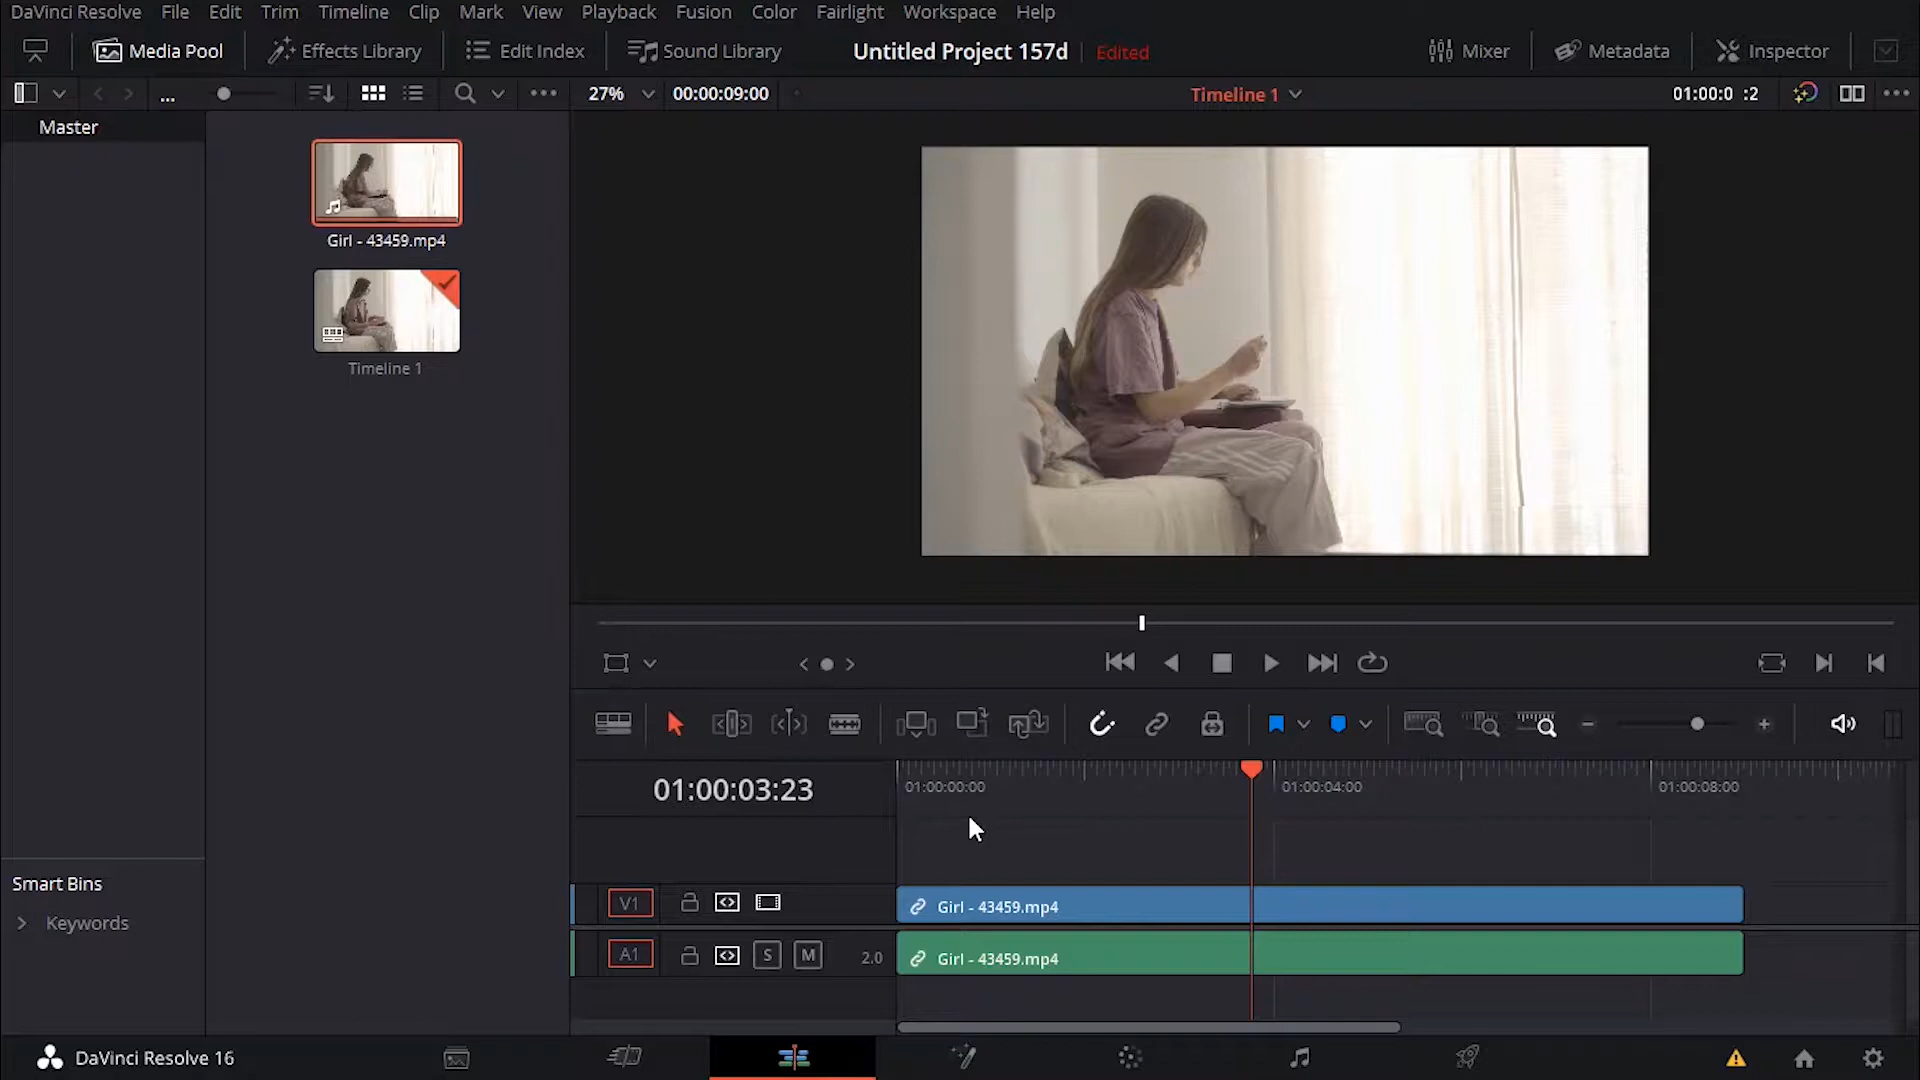 DaVinci Resolve File Edit Trim Timeline Clip Mark View Playback Fusion Color Fairlight Workspace Help
Media Pool Effects Library Edit Index Sound Library Untitled Project 157d Edited Mixer Metadata Inspector
... 27% 00:00:09:00 Timeline 1 01:00:0 :2
Master
Girl - 43459.mp4
Timeline 1
01:00:03:23 01:00:00:00 01:00:04:00 01:00:08:00
Smart Bins
Keywords
V1 Girl - 43459.mp4
A1 S M 2.0 Girl - 43459.mp4
DaVinci Resolve 16